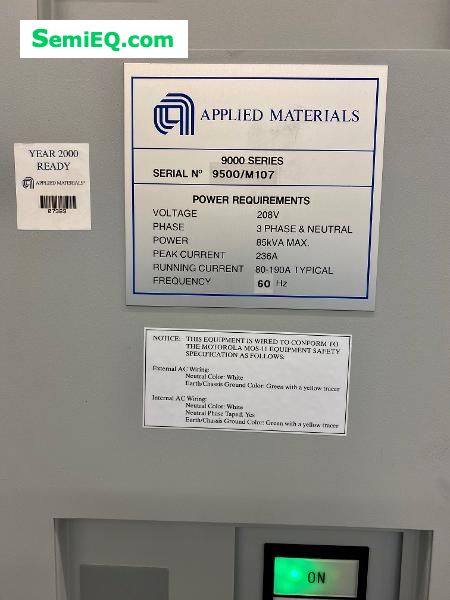 SemiEQ.com
APPLIED MATERIALS
9000 SERIES
SERIAL Nº 9500/M107
POWER REQUIREMENTS
VOLTAGE 208V
PHASE 3 PHASE & NEUTRAL
POWER 85kVA MAX.
PEAK CURRENT 236A
RUNNING CURRENT 80-190A TYPICAL
FREQUENCY 60 Hz
YEAR 2000
READY
APPLIED MATERIALS
NOTICE: THIS EQUIPMENT IS WIRED TO CONFORM TO
THE MOTOROLA MOS-11 EQUIPMENT SAFETY
SPECIFICATION AS FOLLOWS:
External AC Wiring:
Neutral Color: White
Earth/Chassis Ground Color: Green with a yellow tracer
Internal AC Wiring:
Neutral Color: White
Neutral Phase Taped: Yes
Earth/Chassis Ground Color: Green with a yellow tracer
ON